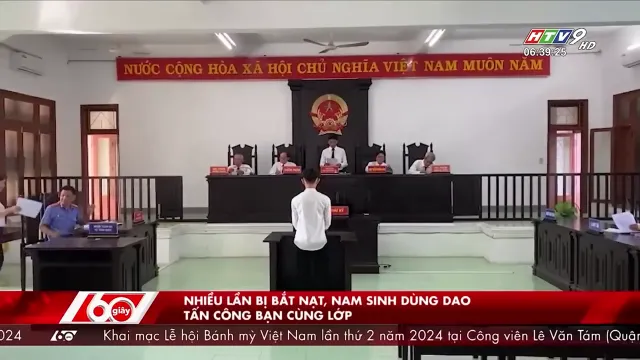 HTV9 HD
06:39:25
NƯỚC CỘNG HÒA XÃ HỘI CHỦ NGHĨA VIỆT NAM MUÔN NĂM
60 giây
NHIỀU LẦN BỊ BẮT NẠT, NAM SINH DÙNG DAO
TẤN CÔNG BẠN CÙNG LỚP
2024 60 Khai mạc Lễ hội Bánh mỳ Việt Nam lần thứ 2 năm 2024 tại Công viên Lê Văn Tám (Quậ